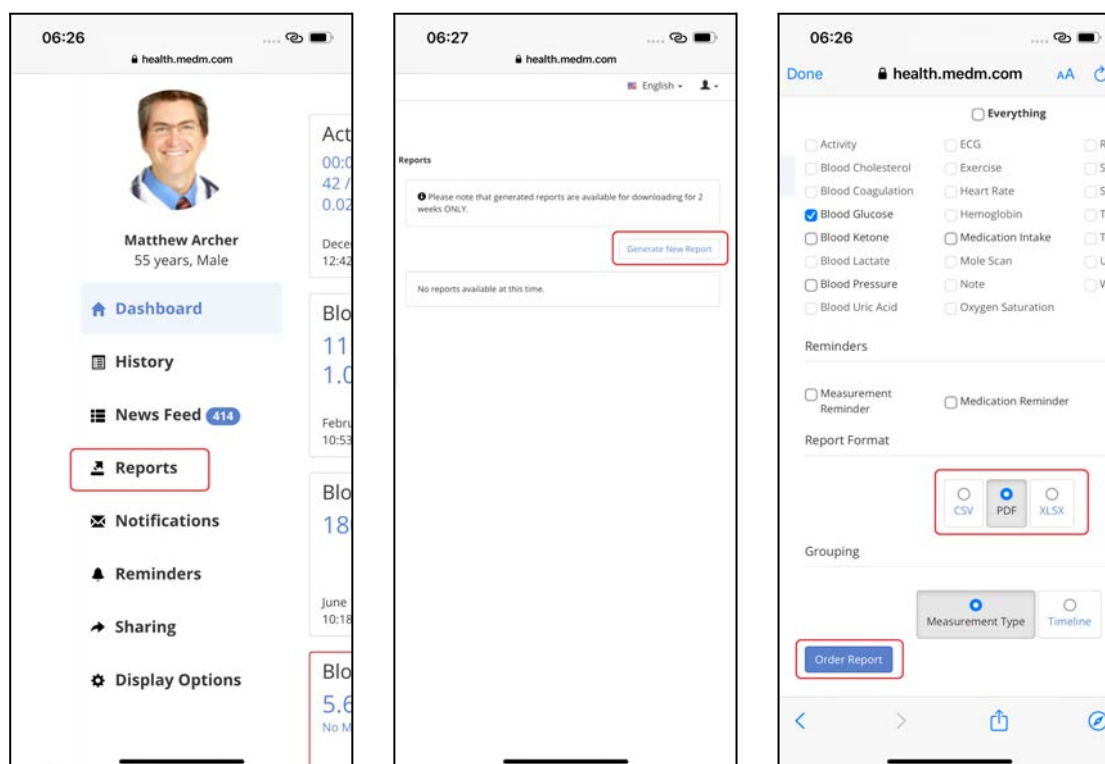 06:26
health.medm.com
Matthew Archer
55 years, Male
Dashboard
History
News Feed 414
Reports
Notifications
Reminders
Sharing
Display Options
Act
00:0
42 /
0.02
Dece
12:42
Blo
11
1.0
Febru
10:53
Blo
18
June
10:18
Blo
5.6
No M
06:27
health.medm.com
English
Reports
Please note that generated reports are available for downloading for 2
weeks ONLY.
Generate New Report
No reports available at this time.
06:26
Done health.medm.com AA
Everything
Activity ECG R
Blood Cholesterol Exercise S
Blood Coagulation Heart Rate S
Blood Glucose Hemoglobin T
Blood Ketone Medication Intake T
Blood Lactate Mole Scan U
Blood Pressure Note
Blood Uric Acid Oxygen Saturation
Reminders
Measurement
Reminder
Medication Reminder
Report Format
CSV PDF XLSX
Grouping
Measurement Type Timeline
Order Report